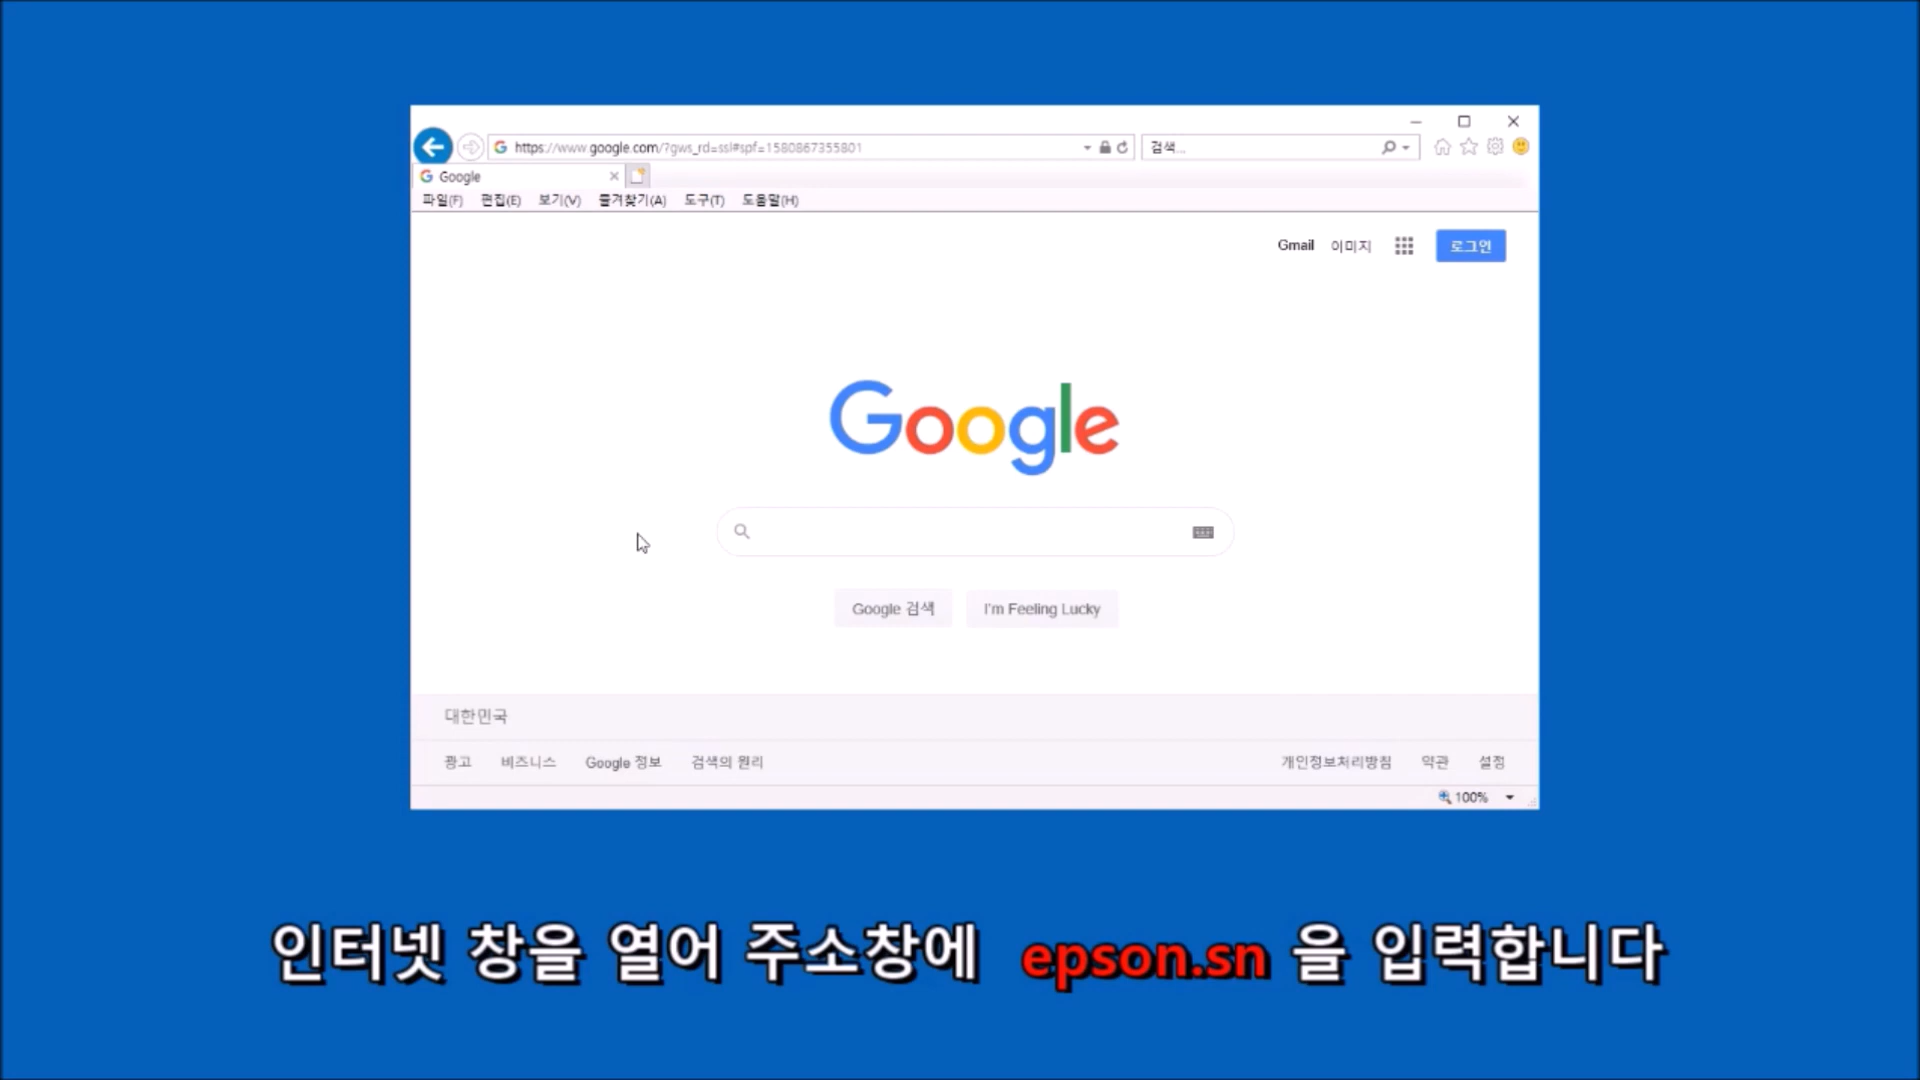 https://www.google.com/?gws_rd=ssl#spf=1580867355801
검색...
Google
파일(F) 편집(E) 보기(V) 즐겨찾기(A) 도구(T) 도움말(H)
Gmail 이미지 로그인
Google
Google 검색 I'm Feeling Lucky
대한민국
광고 비즈니스 Google 정보 검색의 원리 개인정보처리방침 약관 설정
100%
인터넷 창을 열어 주소창에 epson.sn 을 입력합니다